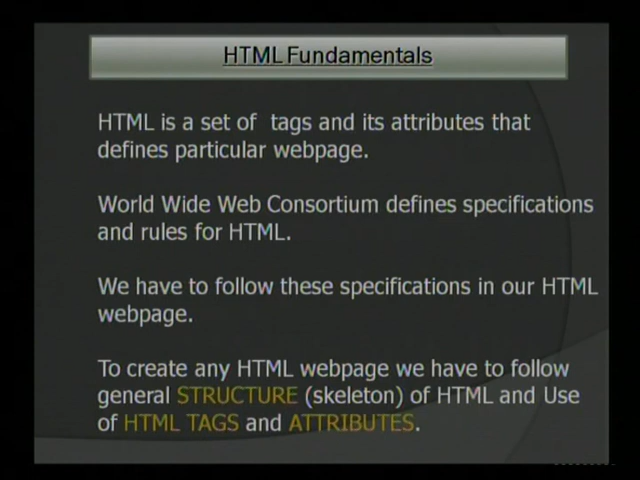 HTML Fundamentals
HTML is a set of  tags and its attributes that
defines particular webpage.
World Wide Web Consortium defines specifications
and rules for HTML.
We have to follow these specifications in our HTML
webpage.
To create any HTML webpage we have to follow
general STRUCTURE (skeleton) of HTML and Use
of HTML TAGS and ATTRIBUTES.